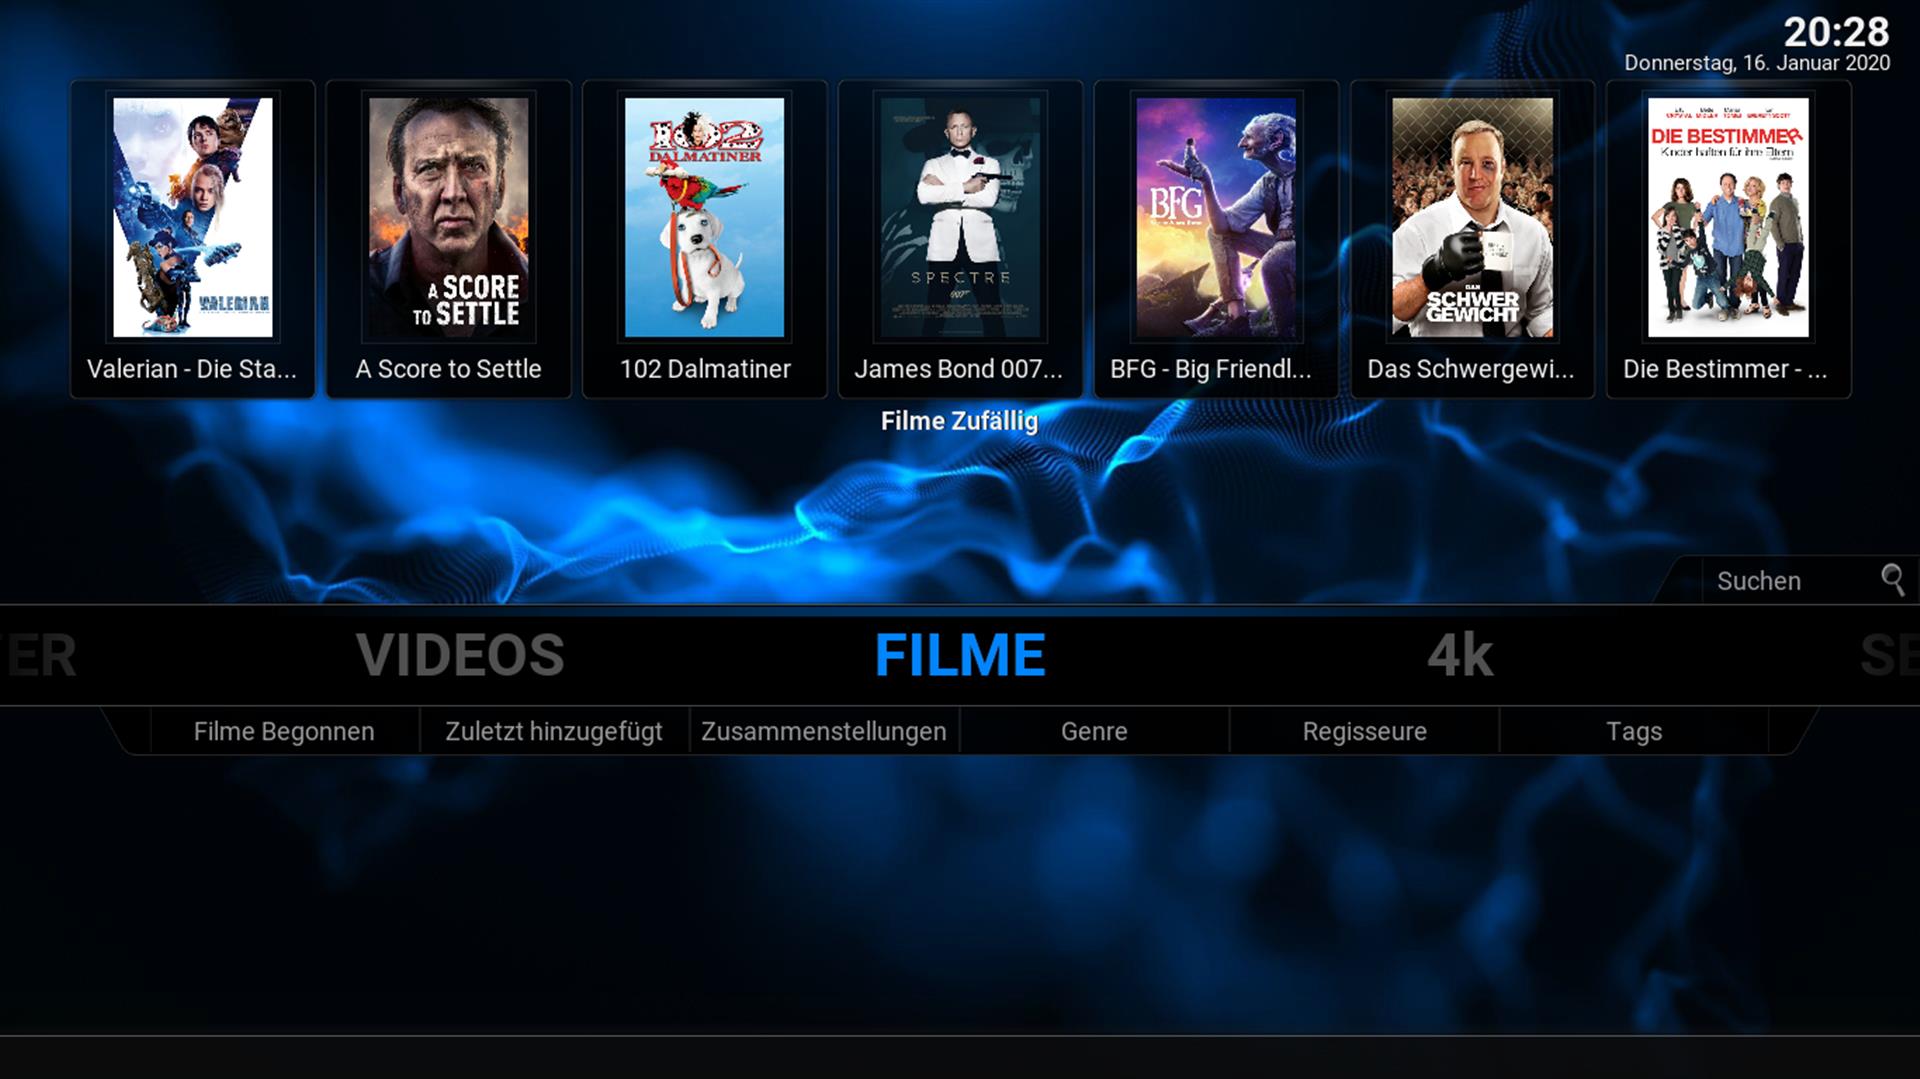 20:28
Donnerstag, 16. Januar 2020
VALERIAN
A SCORE
TO SETTLE
102
DALMATINER
SPECTRE
007
BFG
DAS
SCHWER
GEWICHT
DIE BESTIMMER
Kinder haften für ihre Eltern
Valerian - Die Sta...
A Score to Settle
102 Dalmatiner
James Bond 007...
BFG - Big Friendl...
Das Schwergewi...
Die Bestimmer - ...
Filme Zufällig
Suchen
ER
VIDEOS
FILME
4k
SE
Filme Begonnen
Zuletzt hinzugefügt
Zusammenstellungen
Genre
Regisseure
Tags